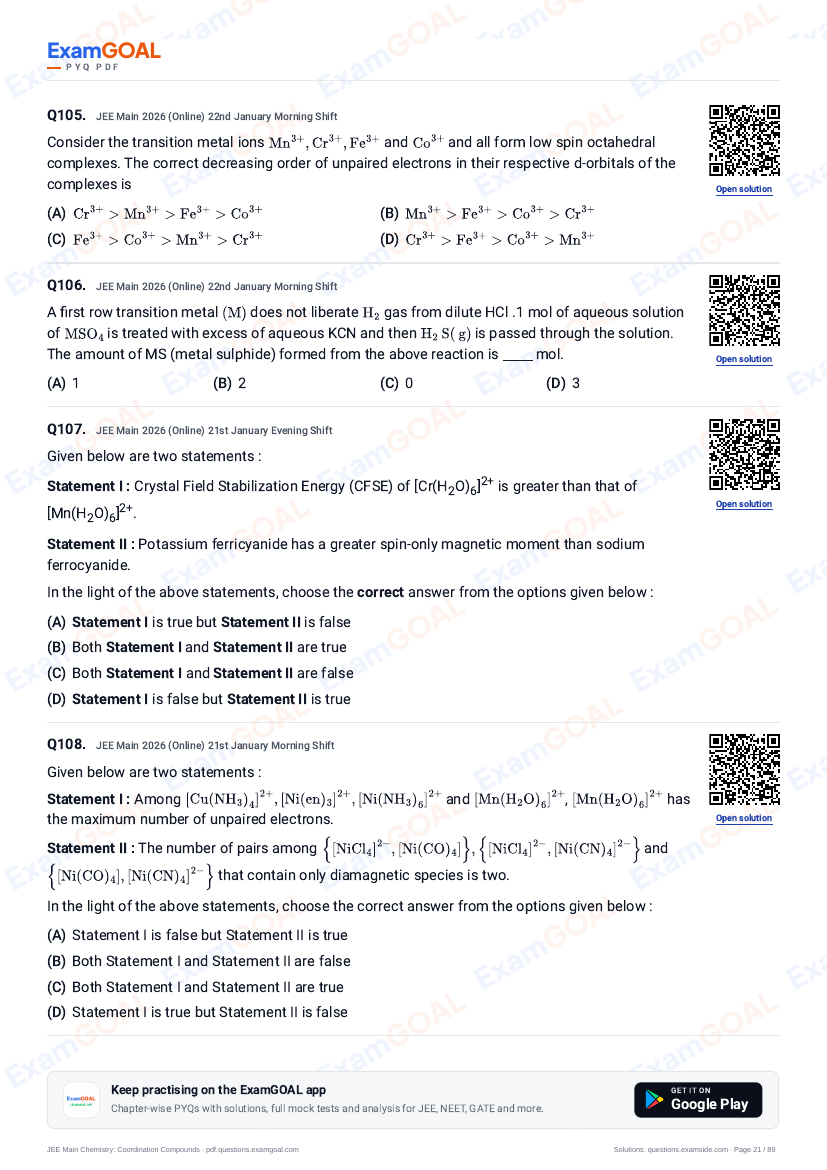 ExamGOAL
PYQ PDF
Q105. JEE Main 2026 (Online) 22nd January Morning Shift
Consider the transition metal ions Mn³⁺, Cr³⁺, Fe³⁺ and Co³⁺ and all form low spin octahedral
complexes. The correct decreasing order of unpaired electrons in their respective d-orbitals of the
complexes is
Open solution
(A) Cr³⁺ > Mn³⁺ > Fe³⁺ > Co³⁺ (B) Mn³⁺ > Fe³⁺ > Co³⁺ > Cr³⁺
(C) Fe³⁺ > Co³⁺ > Mn³⁺ > Cr³⁺ (D) Cr³⁺ > Fe³⁺ > Co³⁺ > Mn³⁺
Q106. JEE Main 2026 (Online) 22nd January Morning Shift
A first row transition metal (M) does not liberate H₂ gas from dilute HCl .1 mol of aqueous solution
of MSO₄ is treated with excess of aqueous KCN and then H₂ S( g) is passed through the solution.
The amount of MS (metal sulphide) formed from the above reaction is ____ mol.
Open solution
(A) 1 (B) 2 (C) 0 (D) 3
Q107. JEE Main 2026 (Online) 21st January Evening Shift
Given below are two statements :
Statement I : Crystal Field Stabilization Energy (CFSE) of [Cr(H₂O)₆]²⁺ is greater than that of
[Mn(H₂O)₆]²⁺.
Open solution
Statement II : Potassium ferricyanide has a greater spin-only magnetic moment than sodium
ferrocyanide.
In the light of the above statements, choose the correct answer from the options given below :
(A) Statement I is true but Statement II is false
(B) Both Statement I and Statement II are true
(C) Both Statement I and Statement II are false
(D) Statement I is false but Statement II is true
Q108. JEE Main 2026 (Online) 21st January Morning Shift
Given below are two statements :
Statement I : Among [Cu(NH₃)₄]²⁺, [Ni(en)₃]²⁺, [Ni(NH₃)₆]²⁺ and [Mn(H₂O)₆]²⁺, [Mn(H₂O)₆]²⁺ has
the maximum number of unpaired electrons.
Open solution
Statement II : The number of pairs among {[NiCl₄]²⁻, [Ni(CO)₄]}, {[NiCl₄]²⁻, [Ni(CN)₄]²⁻} and
{[Ni(CO)₄], [Ni(CN)₄]²⁻} that contain only diamagnetic species is two.
In the light of the above statements, choose the correct answer from the options given below :
(A) Statement I is false but Statement II is true
(B) Both Statement I and Statement II are false
(C) Both Statement I and Statement II are true
(D) Statement I is true but Statement II is false
ExamGOAL
Keep practising on the ExamGOAL app
Chapter-wise PYQs with solutions, full mock tests and analysis for JEE, NEET, GATE and more.
GET IT ON
Google Play
JEE Main Chemistry: Coordination Compounds · pdf.questions.examgoal.com
Solutions: questions.examside.com · Page 21 / 89